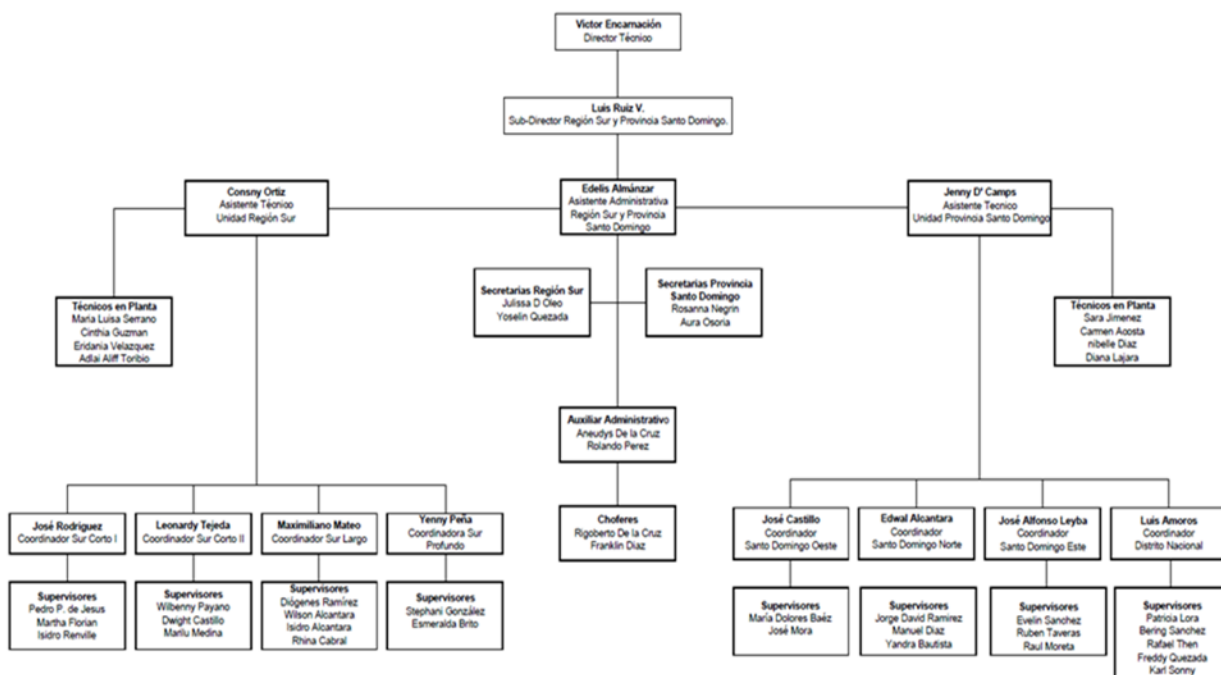 Victor Encarnación
Director Técnico
Luis Ruiz V.
Sub-Director Región Sur y Provincia Santo Domingo.
Consny Ortiz
Asistente Técnico
Unidad Región Sur
Edelis Almánzar
Asistente Administrativa
Región Sur y Provincia
Santo Domingo
Jenny D' Camps
Asistente Tecnico
Unidad Provincia Santo Domingo
Secretarias Región Sur
Julissa D Oleo
Yoselin Quezada
Secretarias Provincia
Santo Domingo
Rosanna Negrin
Aura Osoria
Técnicos en Planta
Maria Luisa Serrano
Cinthia Guzman
Eridania Velazquez
Adlai Aliff Toribio
Técnicos en Planta
Sara Jimenez
Carmen Acosta
nibelle Diaz
Diana Lajara
Auxiliar Administrativo
Aneudys De la Cruz
Rolando Perez
Choferes
Rigoberto De la Cruz
Franklin Diaz
José Rodriguez
Coordinador Sur Corto I
Leonardy Tejeda
Coordinador Sur Corto II
Maximiliano Mateo
Coordinador Sur Largo
Yenny Peña
Coordinadora Sur
Profundo
José Castillo
Coordinador
Santo Domingo Oeste
Edwal Alcantara
Coordinador
Santo Domingo Norte
José Alfonso Leyba
Coordinador
Santo Domingo Este
Luis Amoros
Coordinador
Distrito Nacional
Supervisores
Pedro P. de Jesus
Martha Florian
Isidro Renville
Supervisores
Wilbenny Payano
Dwight Castillo
Marilu Medina
Supervisores
Diógenes Ramírez
Wilson Alcantara
Isidro Alcantara
Rhina Cabral
Supervisores
Stephani González
Esmeralda Brito
Supervisores
María Dolores Baéz
José Mora
Supervisores
Jorge David Ramirez
Manuel Diaz
Yandra Bautista
Supervisores
Evelin Sanchez
Ruben Taveras
Raul Moreta
Supervisores
Patricia Lora
Bering Sanchez
Rafael Then
Freddy Quezada
Karl Sonny